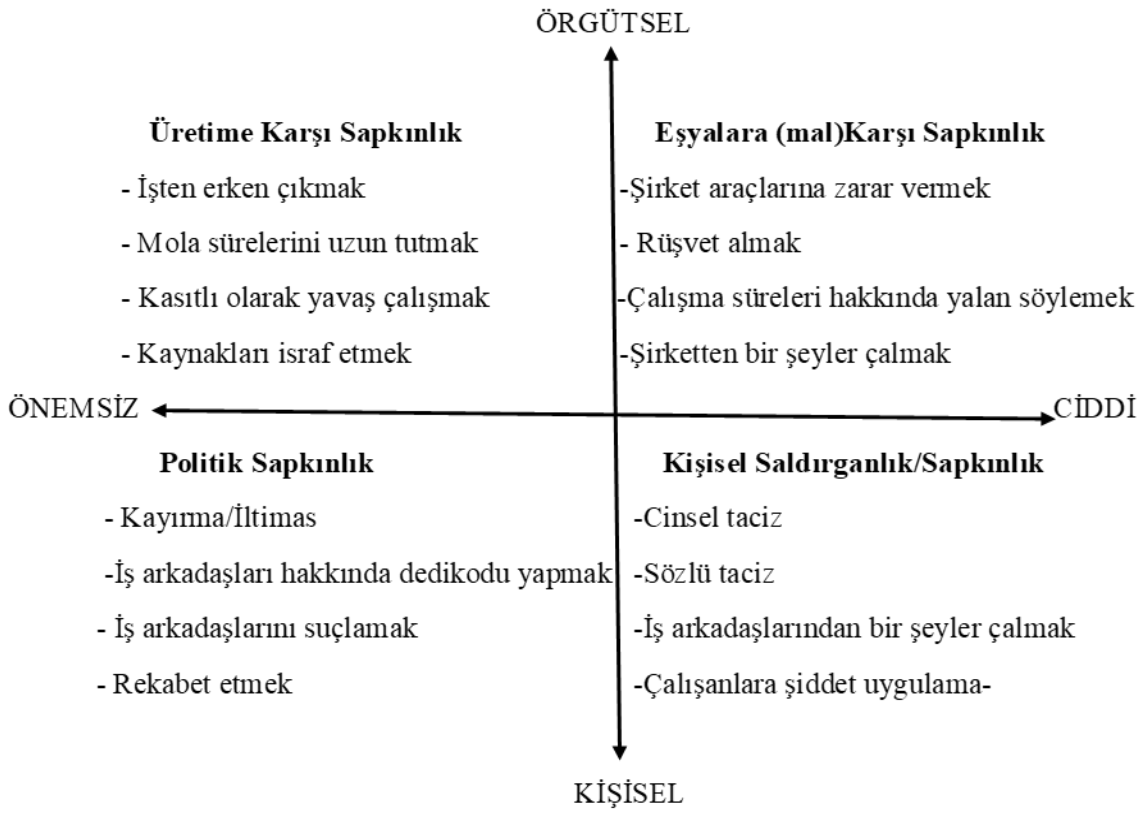 ÖRGÜTSEL
Üretime Karşı Sapkınlık
- İşten erken çıkmak
- Mola sürelerini uzun tutmak
- Kasıtlı olarak yavaş çalışmak
- Kaynakları israf etmek
Eşyalara (mal)Karşı Sapkınlık
-Şirket araçlarına zarar vermek
- Rüşvet almak
-Çalışma süreleri hakkında yalan söylemek
-Şirketten bir şeyler çalmak
ÖNEMSİZ
CİDDİ
Politik Sapkınlık
- Kayırma/İltimas
-İş arkadaşları hakkında dedikodu yapmak
- İş arkadaşlarını suçlamak
- Rekabet etmek
Kişisel Saldırganlık/Sapkınlık
-Cinsel taciz
-Sözlü taciz
-İş arkadaşlarından bir şeyler çalmak
-Çalışanlara şiddet uygulama-
KİŞİSEL